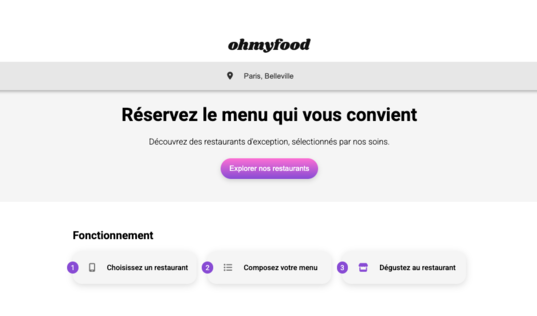 ohmyfood
Paris, Belleville
Réservez le menu qui vous convient
Découvrez des restaurants d'exception, sélectionnés par nos soins.
Explorer nos restaurants
Fonctionnement
1 Choisissez un restaurant
2 Composez votre menu
3 Dégustez au restaurant